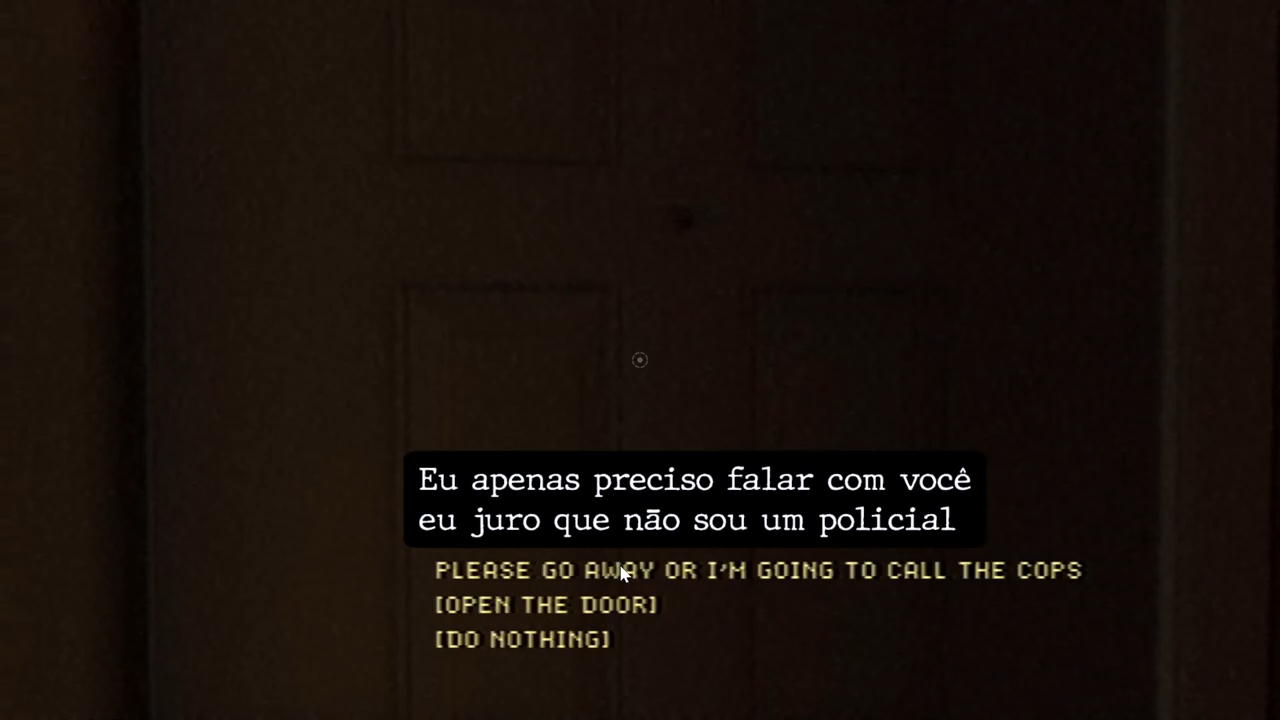 Eu apenas preciso falar com você
eu juro que não sou um policial
PLEASE GO AWAY OR I'M GOING TO CALL THE COPS
[OPEN THE DOOR]
[DO NOTHING]